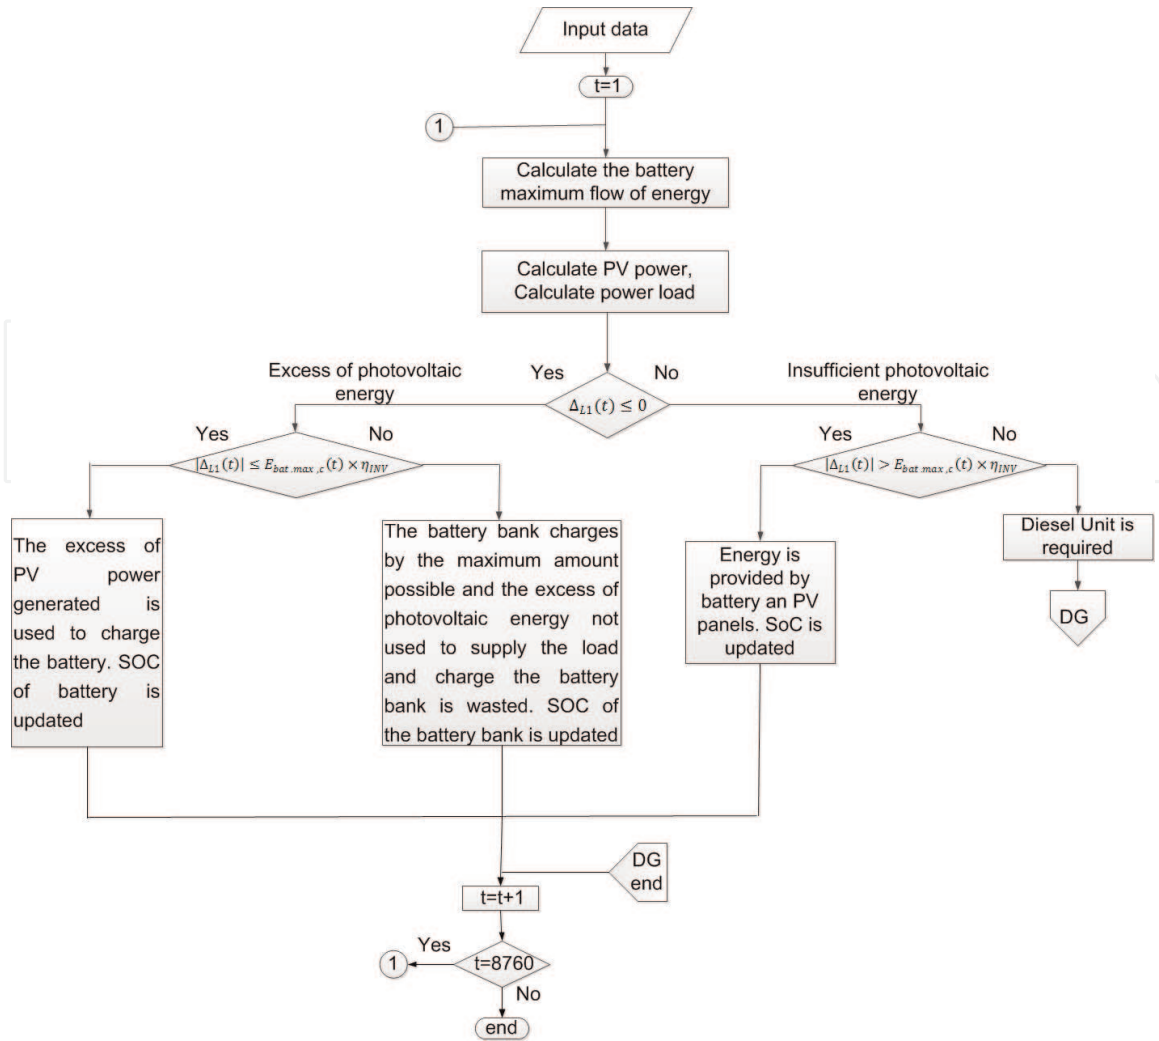 Input data
t=1
1
Calculate the battery
maximum flow of energy
Calculate PV power,
Calculate power load
Excess of photovoltaic
energy
Yes
No
Insufficient photovoltaic
energy
Δ_{L1}(t) ≤ 0
Yes
No
|Δ_{L1}(t)| ≤ E_{bat.max,c}(t) × η_{INV}
Yes
No
|Δ_{L1}(t)| > E_{bat.max,c}(t) × η_{INV}
The excess of
PV power
generated is
used to charge
the battery. SOC
of battery is
updated
The battery bank charges
by the maximum amount
possible and the excess of
photovoltaic energy not
used to supply the load
and charge the battery
bank is wasted. SOC of
the battery bank is updated
Energy is
provided by
battery an PV
panels. SoC is
updated
Diesel Unit is
required
DG
DG
end
t=t+1
Yes
1
t=8760
No
end